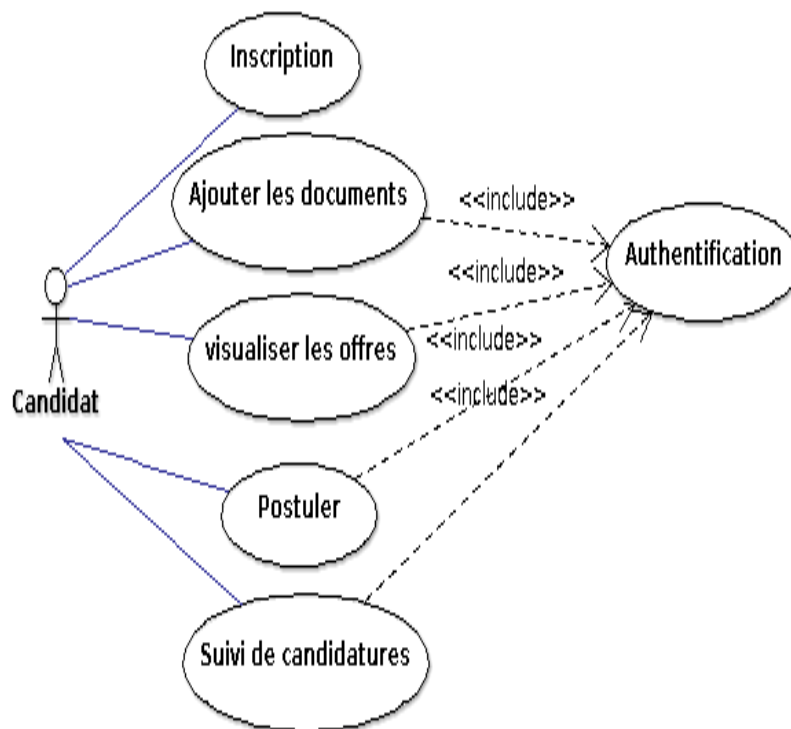 Inscription
Ajouter les documents
<<include>>
Authentification
<<include>>
visualiser les offres
<<include>>
Candidat
<<include>>
Postuler
Suivi de candidatures